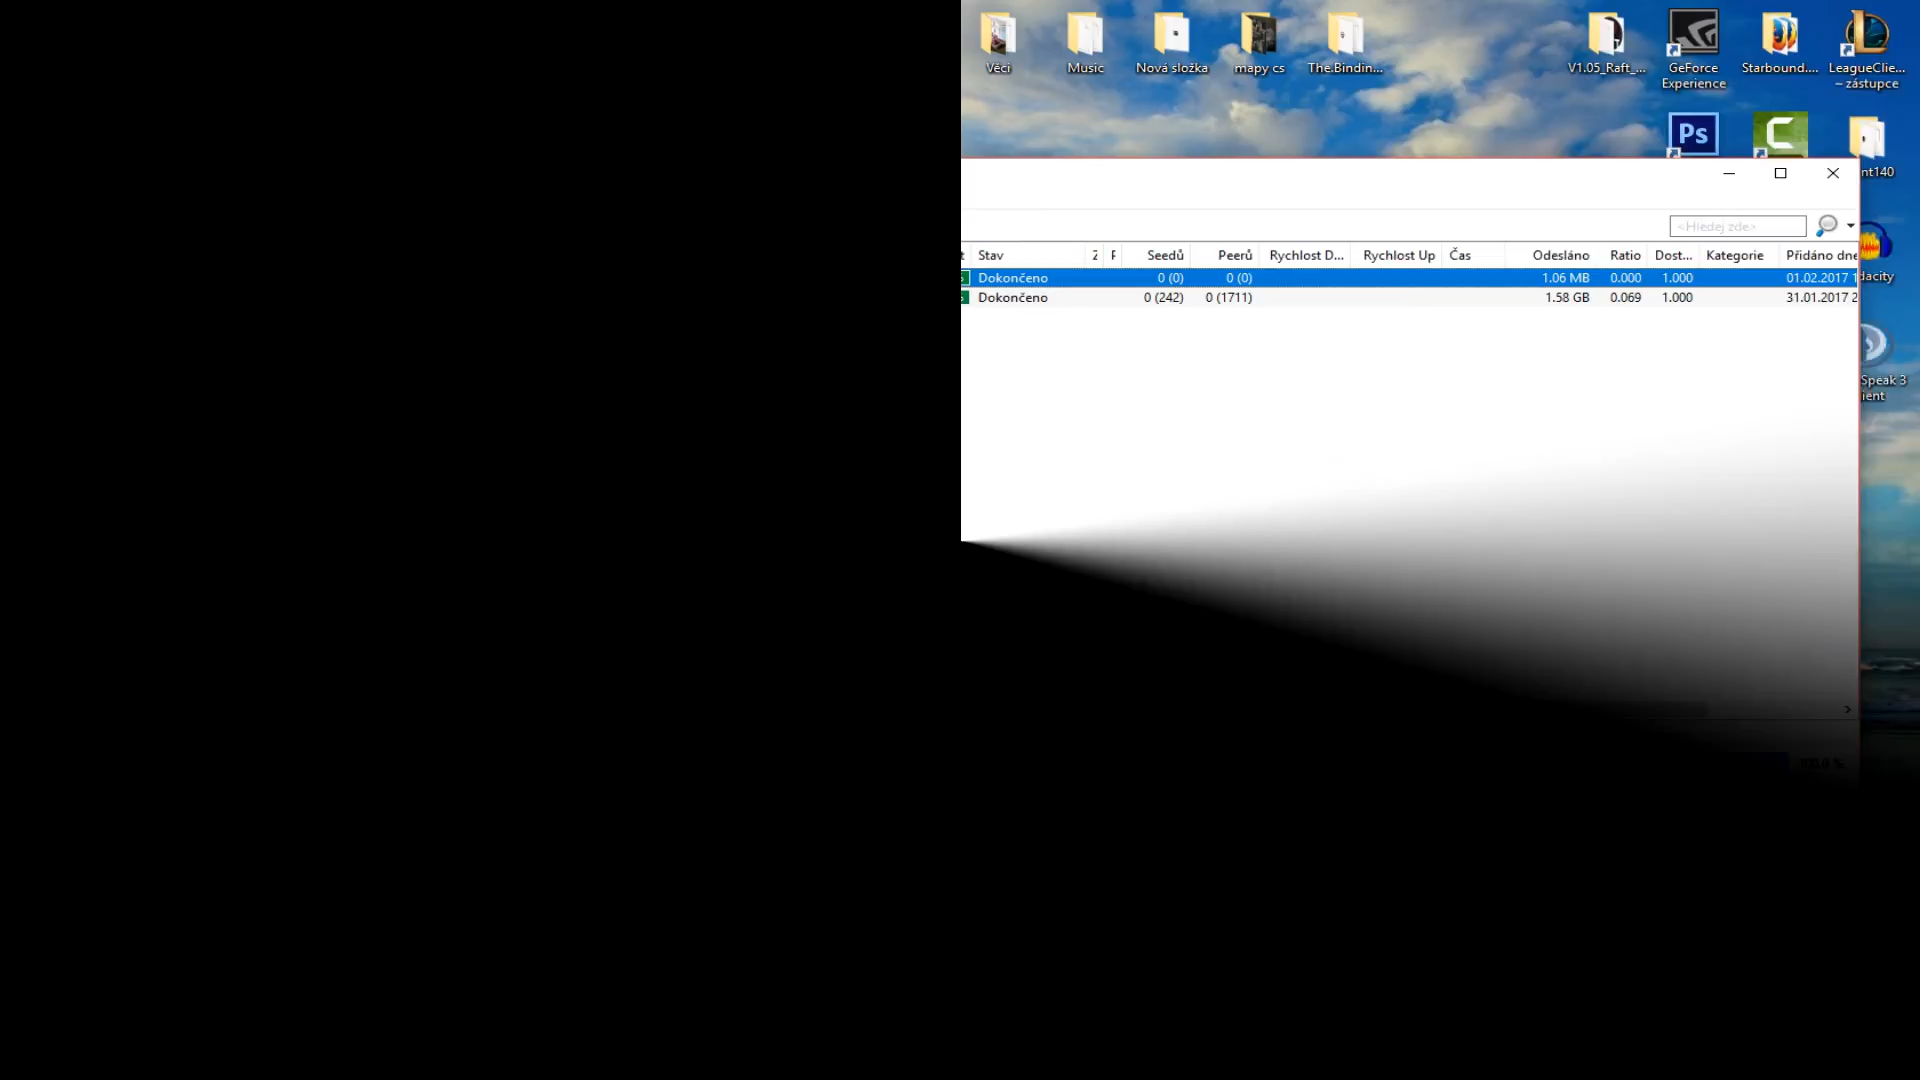 Věci
Music
Nová složka
mapy cs
The.Bindin...
V1.05_Raft_...
GeForce
Experience
Starbound....
LeagueClie...
– zástupce
Ps
nt140
<Hledej zde>
Stav
Seedů
Peerů
Rychlost D...
Rychlost Up
Čas
Odesláno
Ratio
Dost...
Kategorie
Přidáno dne
Dokončeno 0 (0) 0 (0) 1.06 MB 0.000 1.000 01.02.2017 1
Dokončeno 0 (242) 0 (1711) 1.58 GB 0.069 1.000 31.01.2017 2
dacity
Speak 3
ient